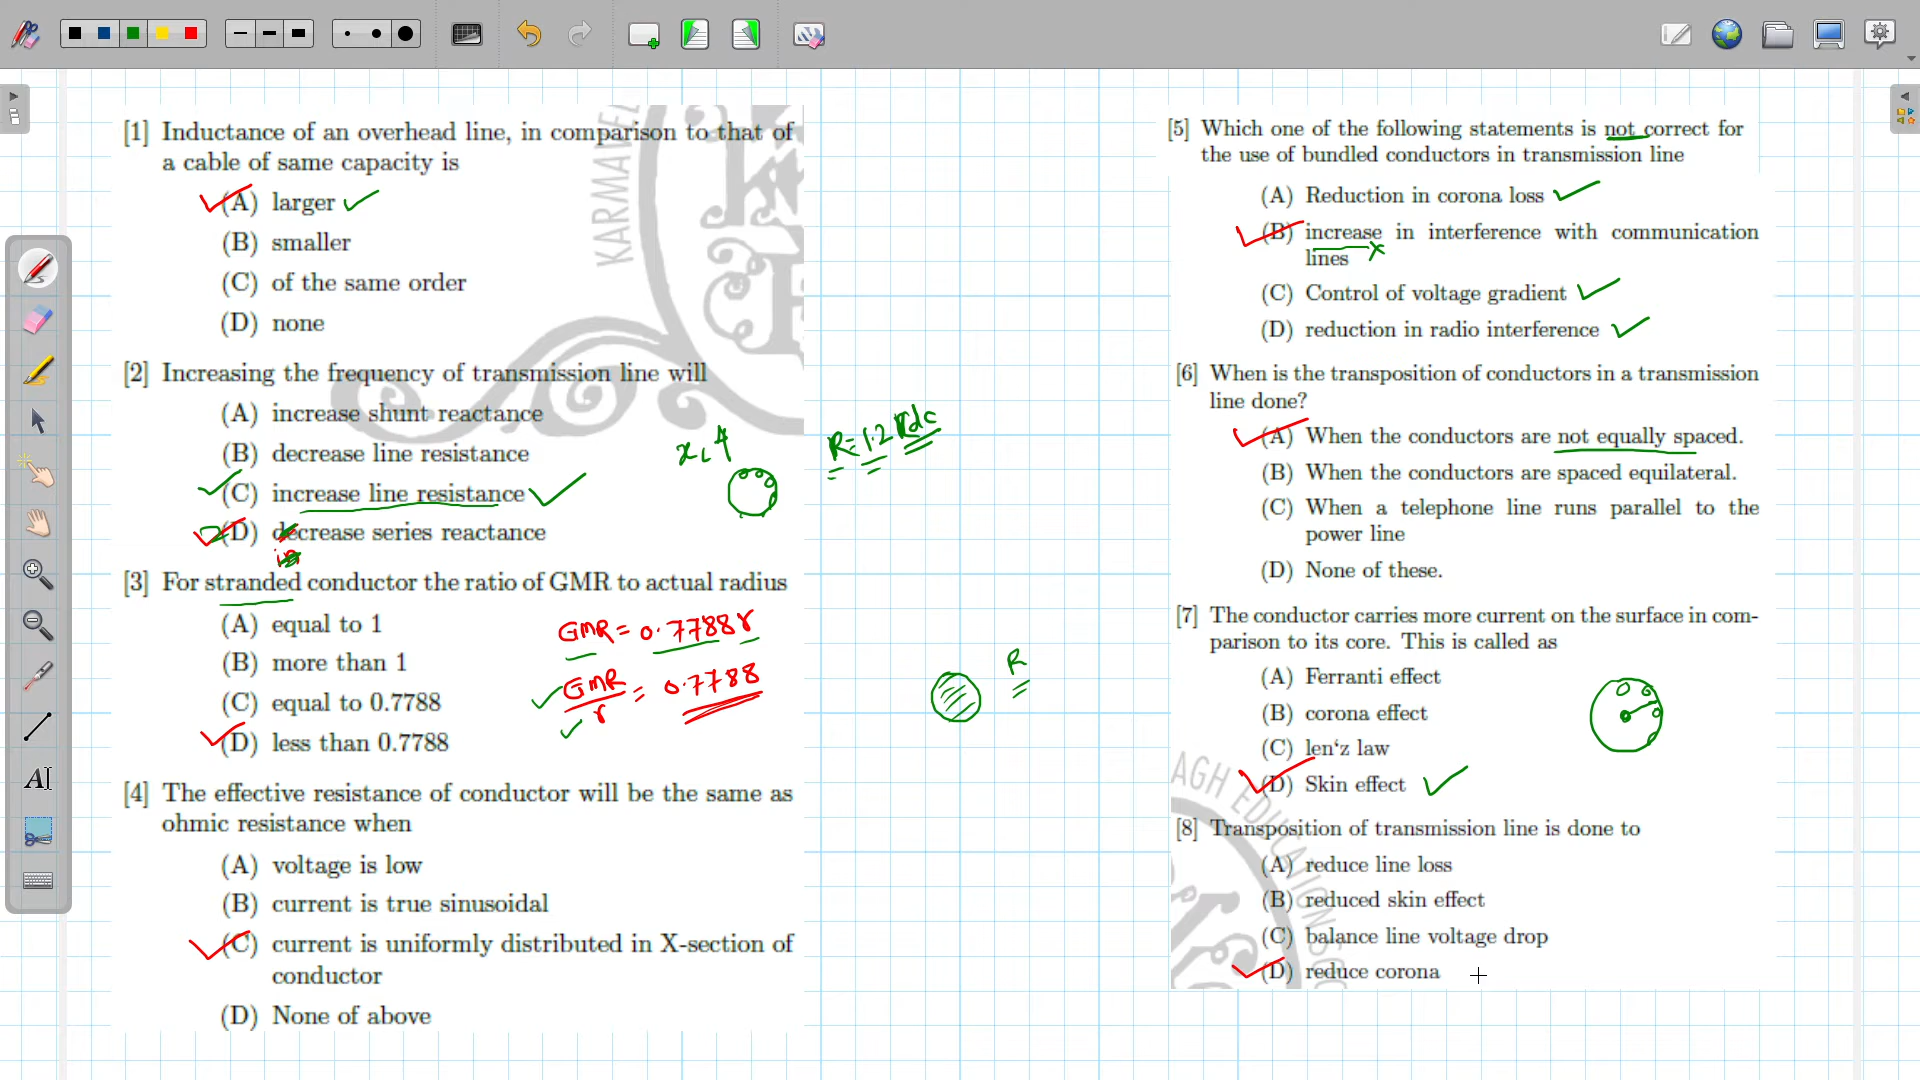 [1] Inductance of an overhead line, in comparison to that of
a cable of same capacity is
(A) larger
(B) smaller
(C) of the same order
(D) none
[2] Increasing the frequency of transmission line will
(A) increase shunt reactance
(B) decrease line resistance
(C) increase line resistance
(D) decrease series reactance
in
[3] For stranded conductor the ratio of GMR to actual radius
(A) equal to 1
(B) more than 1
(C) equal to 0.7788
(D) less than 0.7788
GMR = 0.7788 r
GMR/r = 0.7788
[4] The effective resistance of conductor will be the same as
ohmic resistance when
(A) voltage is low
(B) current is true sinusoidal
(C) current is uniformly distributed in X-section of
conductor
(D) None of above
R = 1.2 Rdc
R
[5] Which one of the following statements is not correct for
the use of bundled conductors in transmission line
(A) Reduction in corona loss
(B) increase in interference with communication
lines
(C) Control of voltage gradient
(D) reduction in radio interference
[6] When is the transposition of conductors in a transmission
line done?
(A) When the conductors are not equally spaced.
(B) When the conductors are spaced equilateral.
(C) When a telephone line runs parallel to the
power line
(D) None of these.
[7] The conductor carries more current on the surface in com-
parison to its core. This is called as
(A) Ferranti effect
(B) corona effect
(C) len‘z law
(D) Skin effect
[8] Transposition of transmission line is done to
(A) reduce line loss
(B) reduced skin effect
(C) balance line voltage drop
(D) reduce corona
KARMAVE
AGH EDUCATION SOC
AI